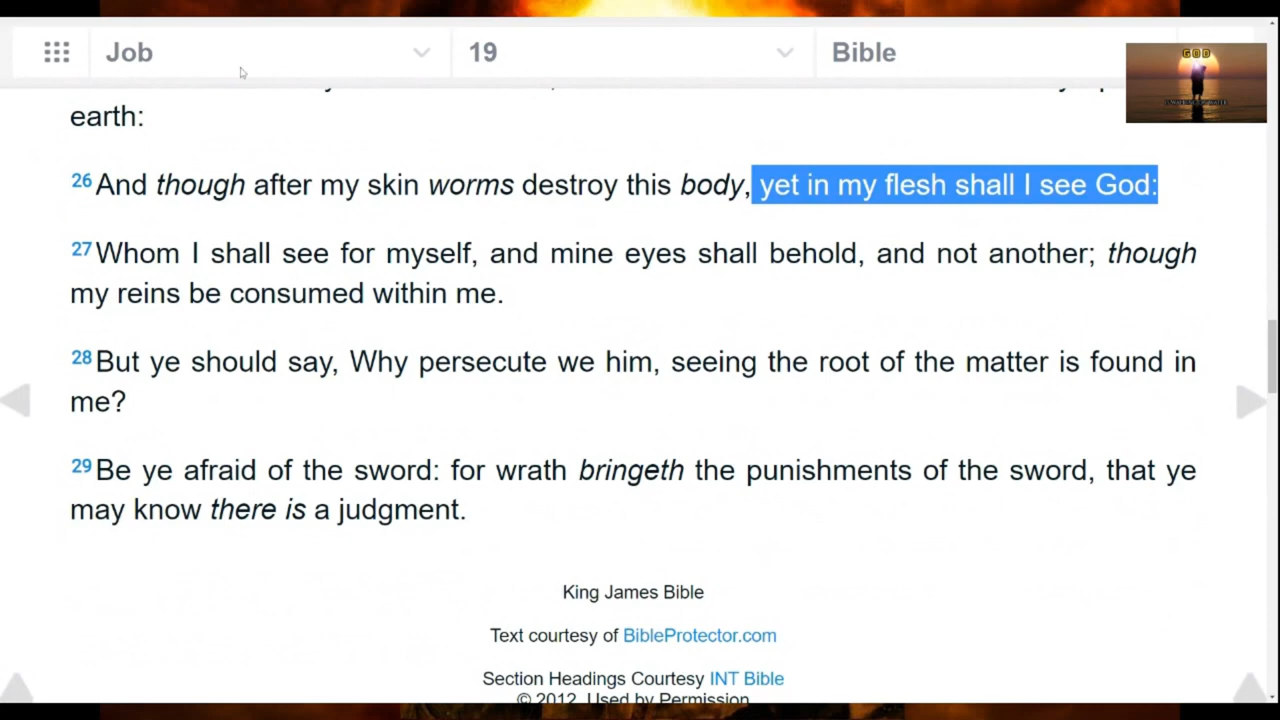 Job
19
Bible
GOD
earth:
26 And though after my skin worms destroy this body, yet in my flesh shall I see God:
27 Whom I shall see for myself, and mine eyes shall behold, and not another; though
my reins be consumed within me.
28 But ye should say, Why persecute we him, seeing the root of the matter is found in
me?
29 Be ye afraid of the sword: for wrath bringeth the punishments of the sword, that ye
may know there is a judgment.
King James Bible
Text courtesy of BibleProtector.com
Section Headings Courtesy INT Bible
© 2012. Used by Permission